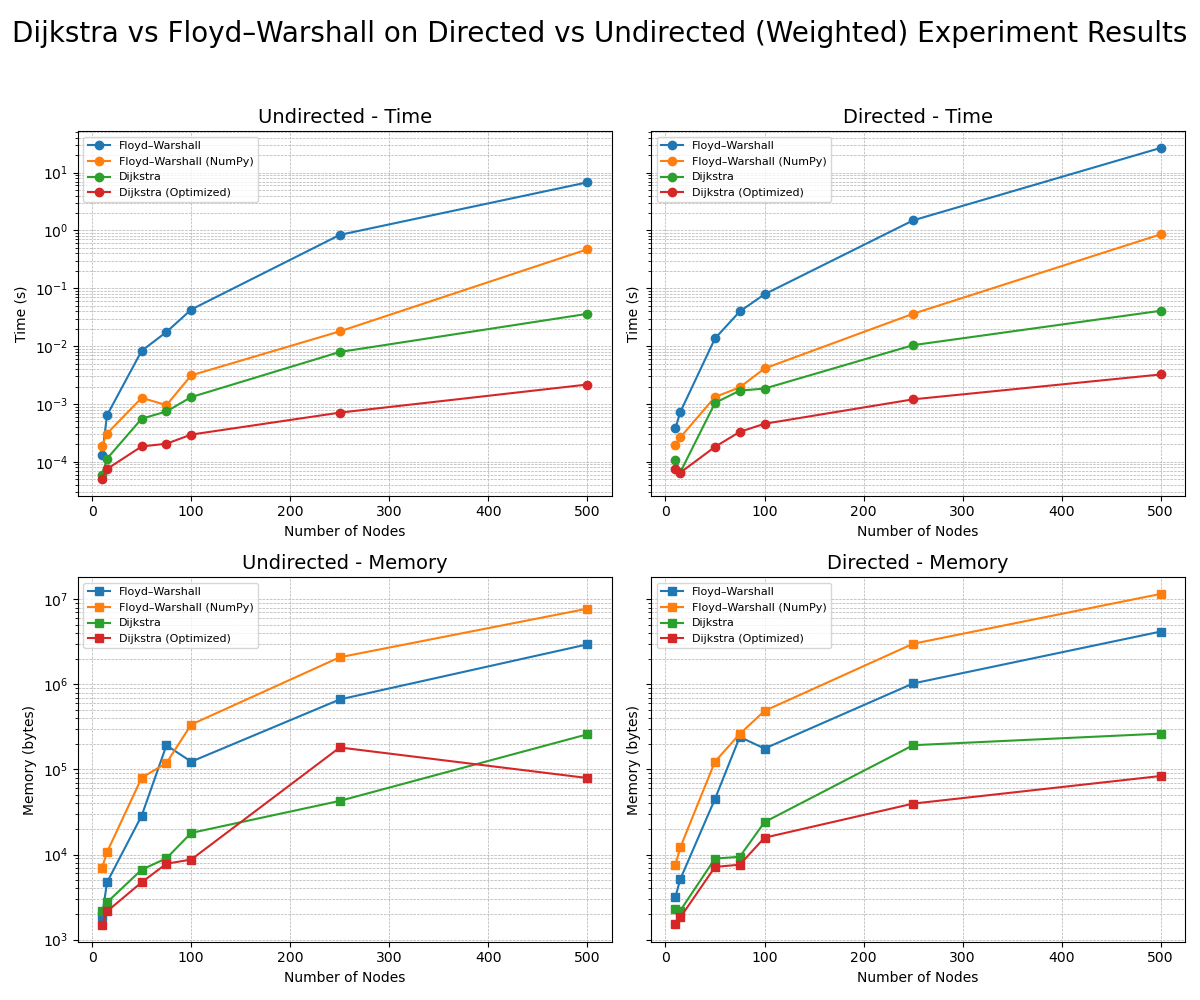 Dijkstra vs Floyd–Warshall on Directed vs Undirected (Weighted) Experiment Results
Undirected - Time
Floyd–Warshall
Floyd–Warshall (NumPy)
Dijkstra
Dijkstra (Optimized)
10¹
10⁰
10⁻¹
10⁻²
10⁻³
10⁻⁴
Time (s)
0 100 200 300 400 500
Number of Nodes
Directed - Time
Floyd–Warshall
Floyd–Warshall (NumPy)
Dijkstra
Dijkstra (Optimized)
Time (s)
0 100 200 300 400 500
Number of Nodes
Undirected - Memory
Floyd–Warshall
Floyd–Warshall (NumPy)
Dijkstra
Dijkstra (Optimized)
10⁷
10⁶
10⁵
10⁴
10³
Memory (bytes)
0 100 200 300 400 500
Number of Nodes
Directed - Memory
Floyd–Warshall
Floyd–Warshall (NumPy)
Dijkstra
Dijkstra (Optimized)
Memory (bytes)
0 100 200 300 400 500
Number of Nodes